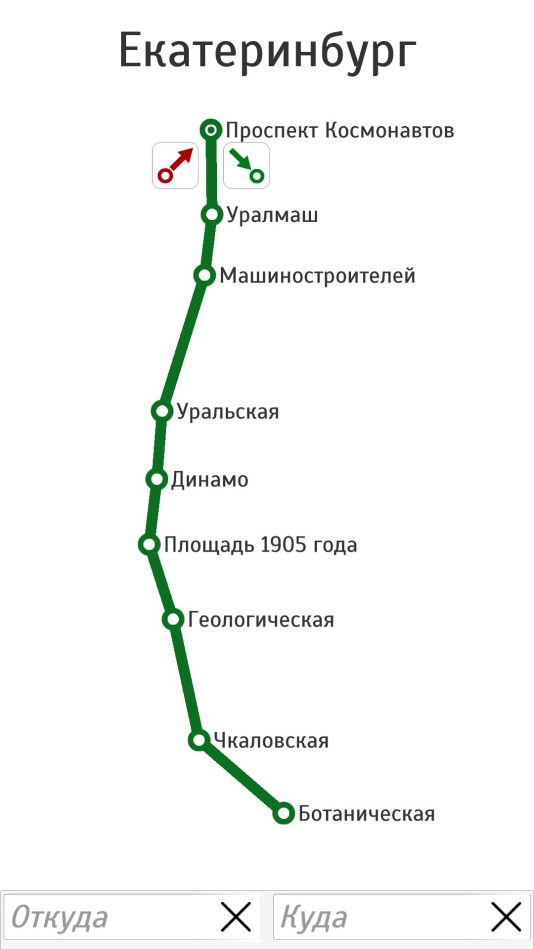 Екатеринбург
Проспект Космонавтов
Уралмаш
Машиностроителей
Уральская
Динамо
Площадь 1905 года
Геологическая
Чкаловская
Ботаническая
Откуда
Куда